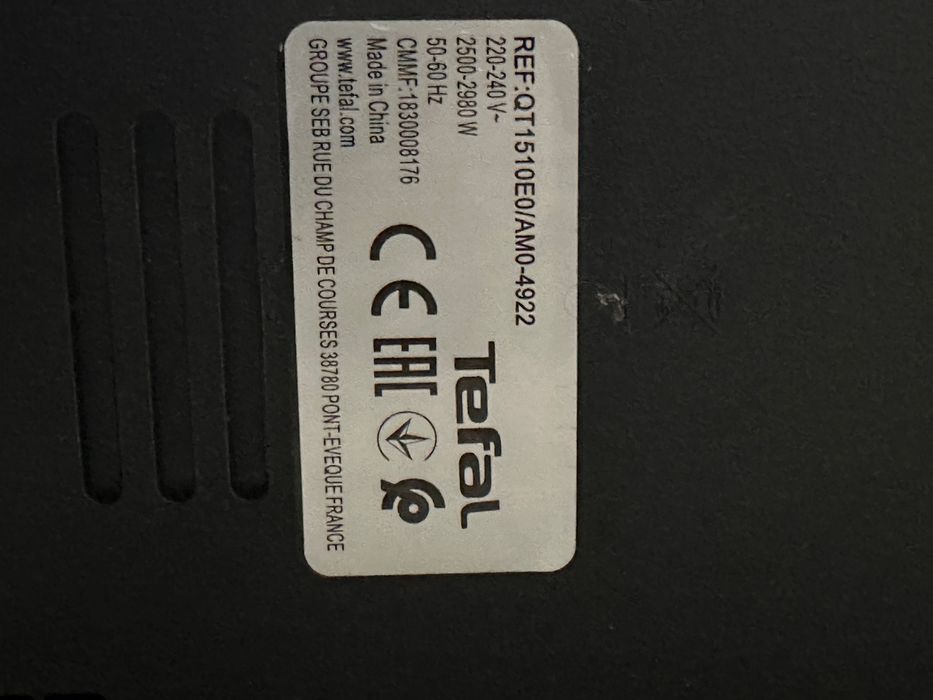 REF:QT1510E0/AM0-4922
220-240 V~
2500-2980 W
50-60 Hz
CMMF:1830008176
Made in China
www.tefal.com
GROUPE SEB RUE DU CHAMP DE COURSES 38780 PONT-EVEQUE FRANCE
Tefal
CE EAC